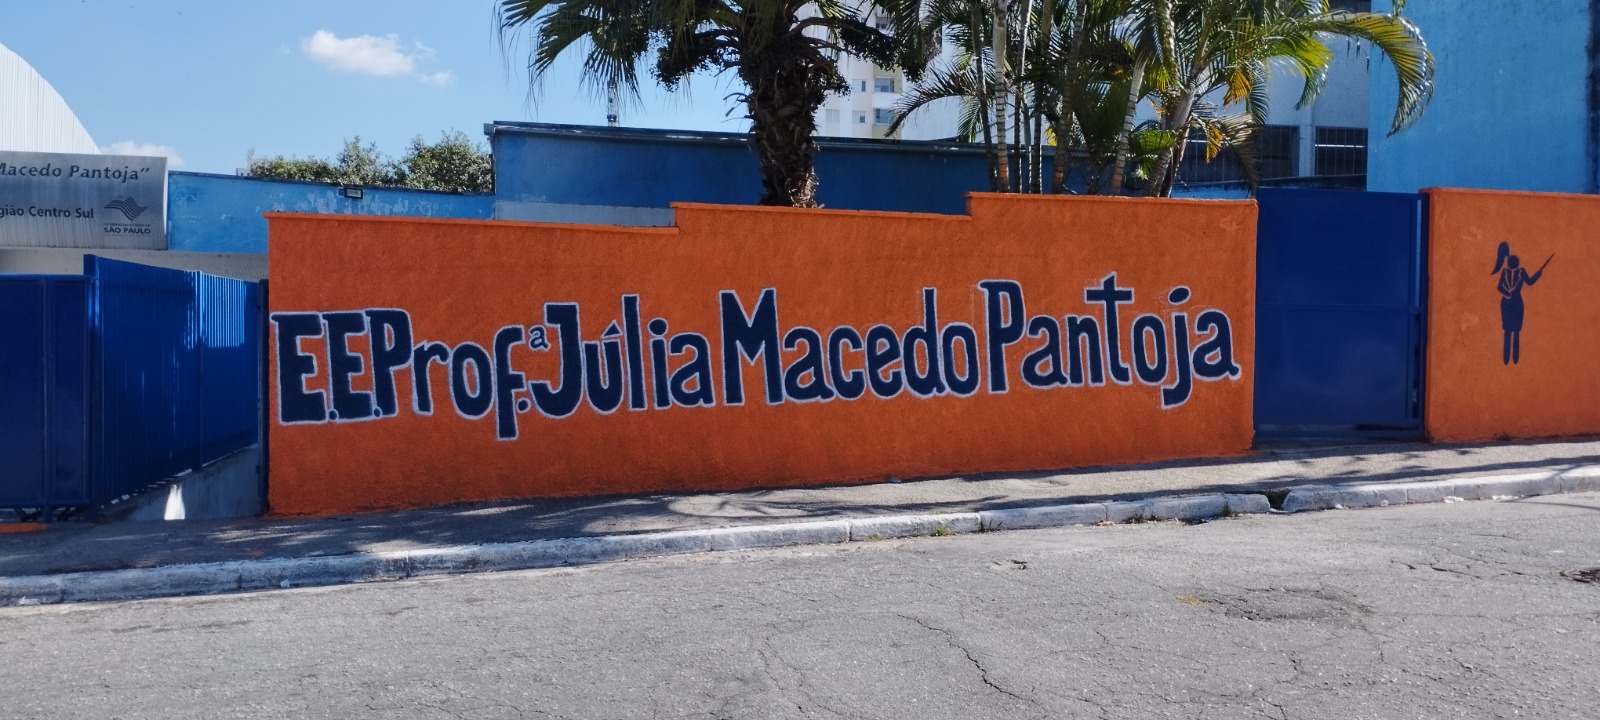 Macedo Pantoja"
gião Centro Sul
SÃO PAULO
E.E.Prof.ª Júlia Macedo Pantoja